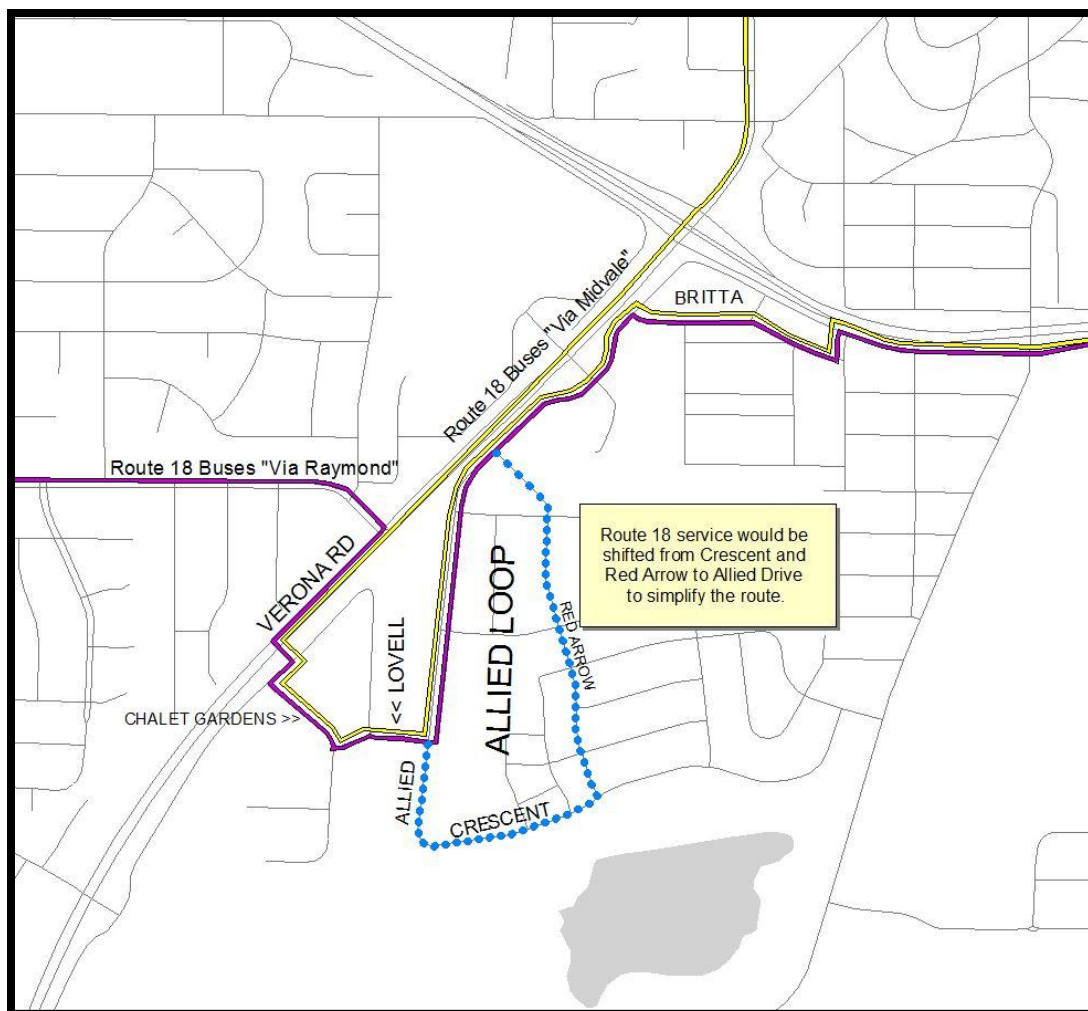 BRITTA
Route 18 Buses "Via Midvale"
Route 18 Buses "Via Raymond"
VERONA RD
Route 18 service would be
shifted from Crescent and
Red Arrow to Allied Drive
to simplify the route.
ALLIED LOOP
RED ARROW
<< LOVELL
CHALET GARDENS >>
ALLIED
CRESCENT